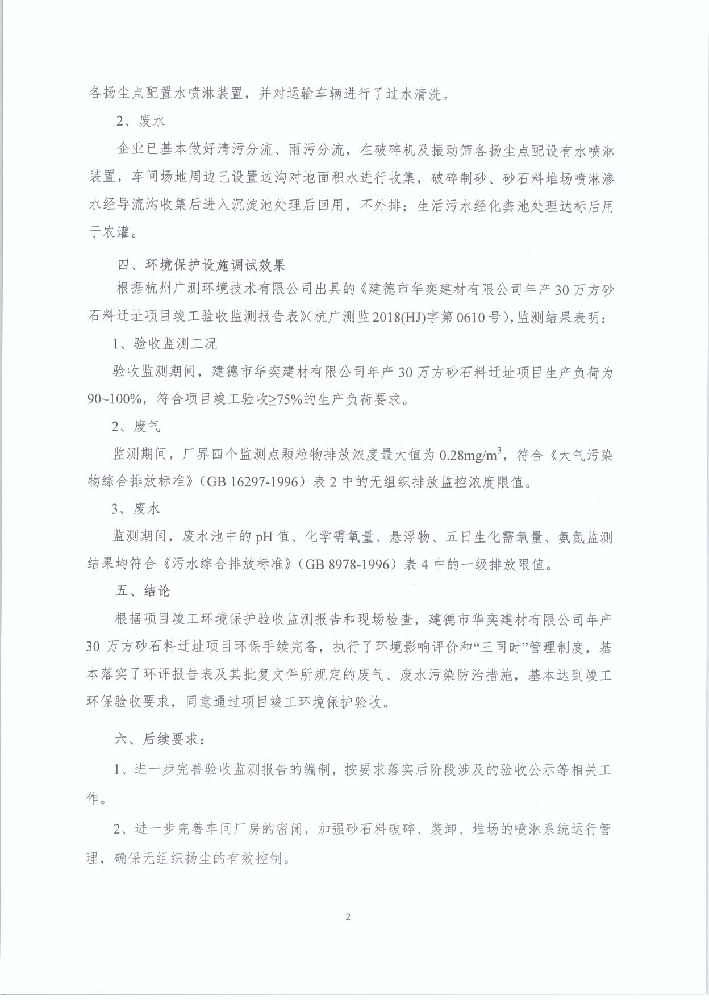 各扬尘点配置水喷淋装置，并对运输车辆进行了过水清洗。
2、废水
企业已基本做好清污分流、雨污分流，在破碎机及振动筛各扬尘点配设有水喷淋
装置，车间场地周边已设置边沟对地面积水进行收集，破碎制砂、砂石料堆场喷淋渗
水经导流沟收集后进入沉淀池处理后回用，不外排；生活污水经化粪池处理达标后用
于农灌。
四、环境保护设施调试效果
根据杭州广测环境技术有限公司出具的《建德市华奕建材有限公司年产 30 万方砂
石料迁址项目竣工验收监测报告表》（杭广测监 2018(HJ)字第 0610 号），监测结果表明：
1、验收监测工况
验收监测期间，建德市华奕建材有限公司年产 30 万方砂石料迁址项目生产负荷为
90~100%，符合项目竣工验收≥75%的生产负荷要求。
2、废气
监测期间，厂界四个监测点颗粒物排放浓度最大值为 0.28mg/m³，符合《大气污染
物综合排放标准》（GB 16297-1996）表 2 中的无组织排放监控浓度限值。
3、废水
监测期间，废水池中的 pH 值、化学需氧量、悬浮物、五日生化需氧量、氨氮监测
结果均符合《污水综合排放标准》（GB 8978-1996）表 4 中的一级排放限值。
五、结论
根据项目竣工环境保护验收监测报告和现场检查，建德市华奕建材有限公司年产
30 万方砂石料迁址项目环保手续完备，执行了环境影响评价和“三同时”管理制度，基
本落实了环评报告表及其批复文件所规定的废气、废水污染防治措施，基本达到竣工
环保验收要求，同意通过项目竣工环境保护验收。
六、后续要求：
1、进一步完善验收监测报告的编制，按要求落实后阶段涉及的验收公示等相关工
作。
2、进一步完善车间厂房的密闭，加强砂石料破碎、装卸、堆场的喷淋系统运行管
理，确保无组织扬尘的有效控制。
2